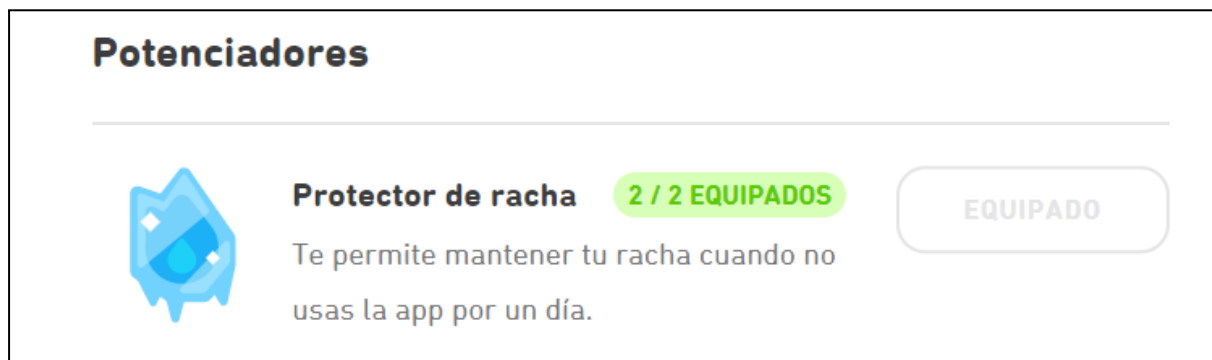 Potenciadores
Protector de racha 2 / 2 EQUIPADOS EQUIPADO
Te permite mantener tu racha cuando no
usas la app por un día.